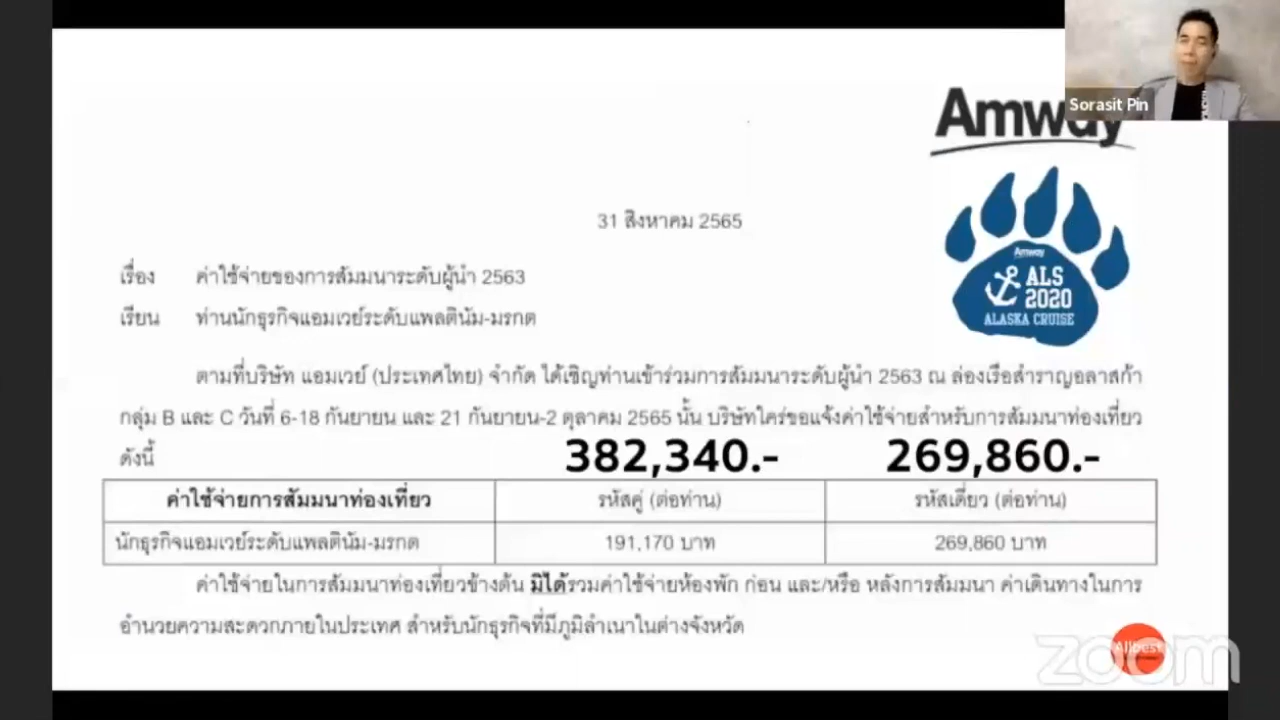 Sorasit Pin
Amway
Amway
ALS
2020
ALASKA CRUISE
31 สิงหาคม 2565
เรื่อง ค่าใช้จ่ายของการสัมมนาระดับผู้นำ 2563
เรียน ท่านนักธุรกิจแอมเวย์ระดับแพลตินัม-มรกต
ตามที่บริษัท แอมเวย์ (ประเทศไทย) จำกัด ได้เชิญท่านเข้าร่วมการสัมมนาระดับผู้นำ 2563 ณ ล่องเรือสำราญอลาสก้า
กลุ่ม B และ C วันที่ 6-18 กันยายน และ 21 กันยายน-2 ตุลาคม 2565 นั้น บริษัทใคร่ขอแจ้งค่าใช้จ่ายสำหรับการสัมมนาท่องเที่ยว
ดังนี้ 382,340.- 269,860.-
ค่าใช้จ่ายการสัมมนาท่องเที่ยว รหัสคู่ (ต่อท่าน) รหัสเดี่ยว (ต่อท่าน)
นักธุรกิจแอมเวย์ระดับแพลตินัม-มรกต 191,170 บาท 269,860 บาท
ค่าใช้จ่ายในการสัมมนาท่องเที่ยวข้างต้น มิได้รวมค่าใช้จ่ายห้องพัก ก่อน และ/หรือ หลังการสัมมนา ค่าเดินทางในการ
อำนวยความสะดวกภายในประเทศ สำหรับนักธุรกิจที่มีภูมิลำเนาในต่างจังหวัด
Allbest
zoom